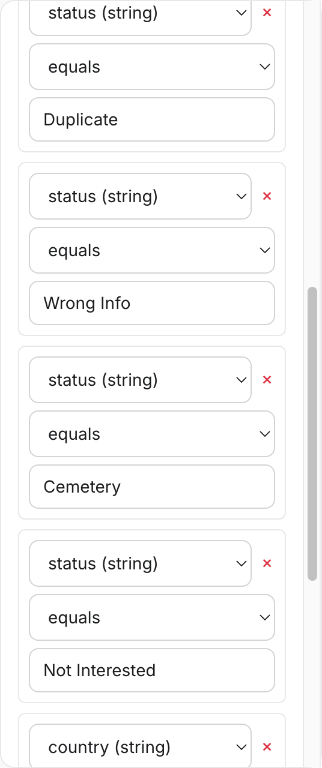 status (string)
×
equals
Duplicate
status (string)
×
equals
Wrong Info
status (string)
×
equals
Cemetery
status (string)
×
equals
Not Interested
country (string)
×